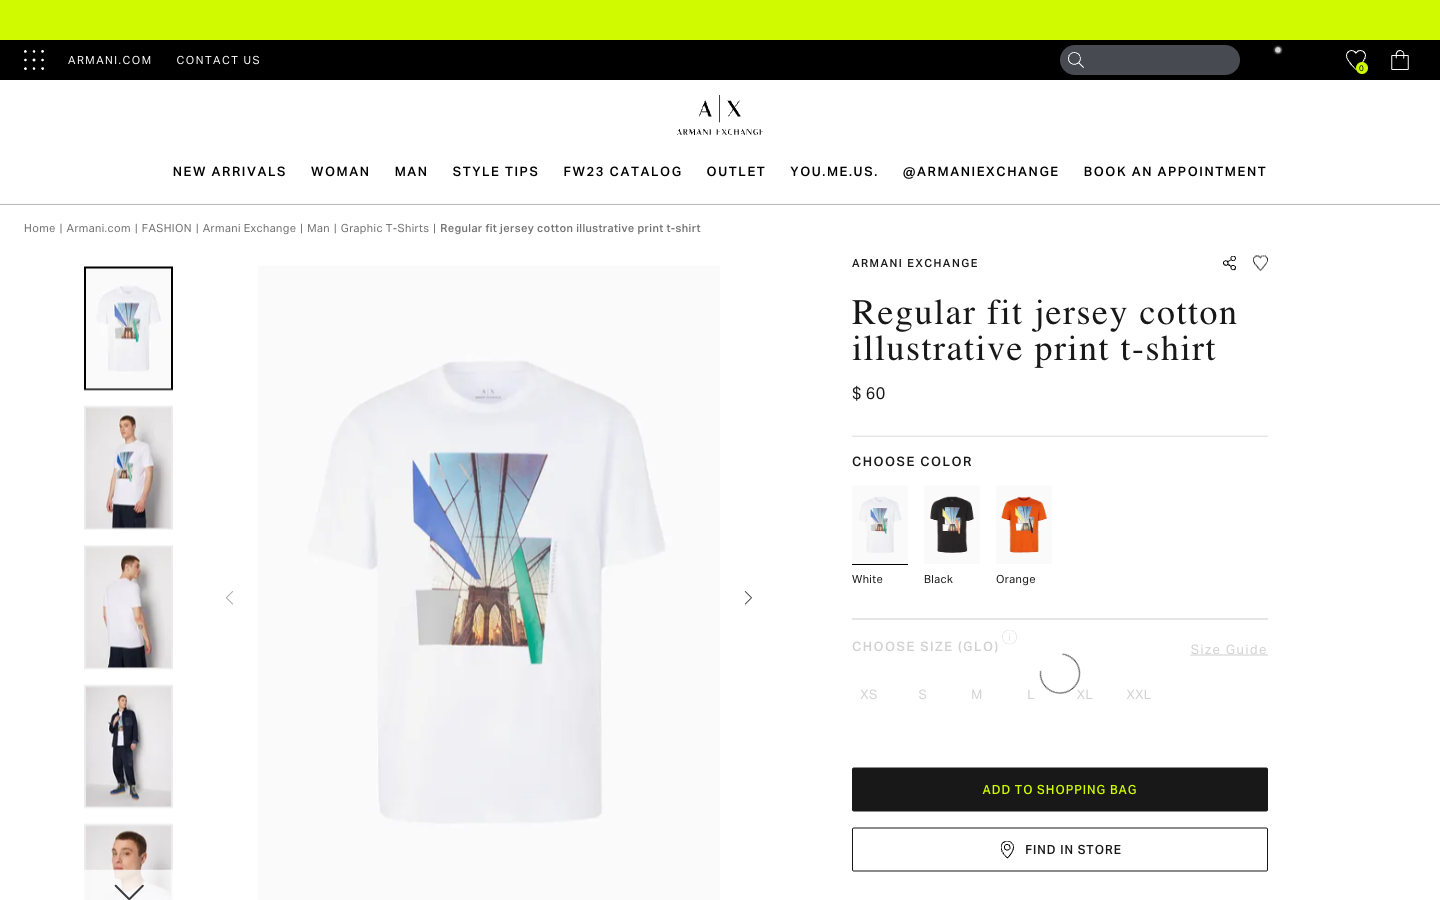 ARMANI.COM CONTACT US
0
A|X
ARMANI EXCHANGE
NEW ARRIVALS WOMAN MAN STYLE TIPS FW23 CATALOG OUTLET YOU.ME.US. @ARMANIEXCHANGE BOOK AN APPOINTMENT
Home | Armani.com | FASHION | Armani Exchange | Man | Graphic T-Shirts | Regular fit jersey cotton illustrative print t-shirt
ARMANI EXCHANGE
Regular fit jersey cotton
illustrative print t-shirt
$ 60
CHOOSE COLOR
White Black Orange
CHOOSE SIZE (GLO)
Size Guide
XS S M L XL XXL
ADD TO SHOPPING BAG
FIND IN STORE
A|X